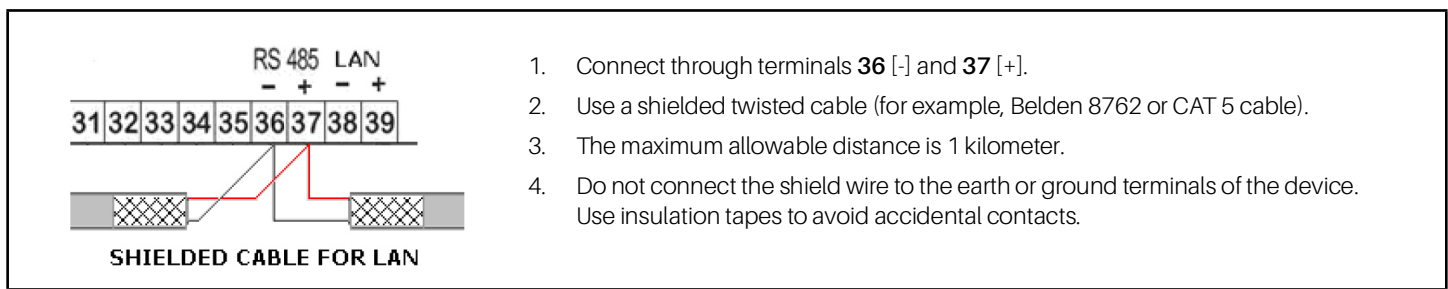 RS 485 LAN
− + − +
31 32 33 34 35 36 37 38 39
SHIELDED CABLE FOR LAN
1. Connect through terminals 36 [-] and 37 [+].
2. Use a shielded twisted cable (for example, Belden 8762 or CAT 5 cable).
3. The maximum allowable distance is 1 kilometer.
4. Do not connect the shield wire to the earth or ground terminals of the device.
Use insulation tapes to avoid accidental contacts.